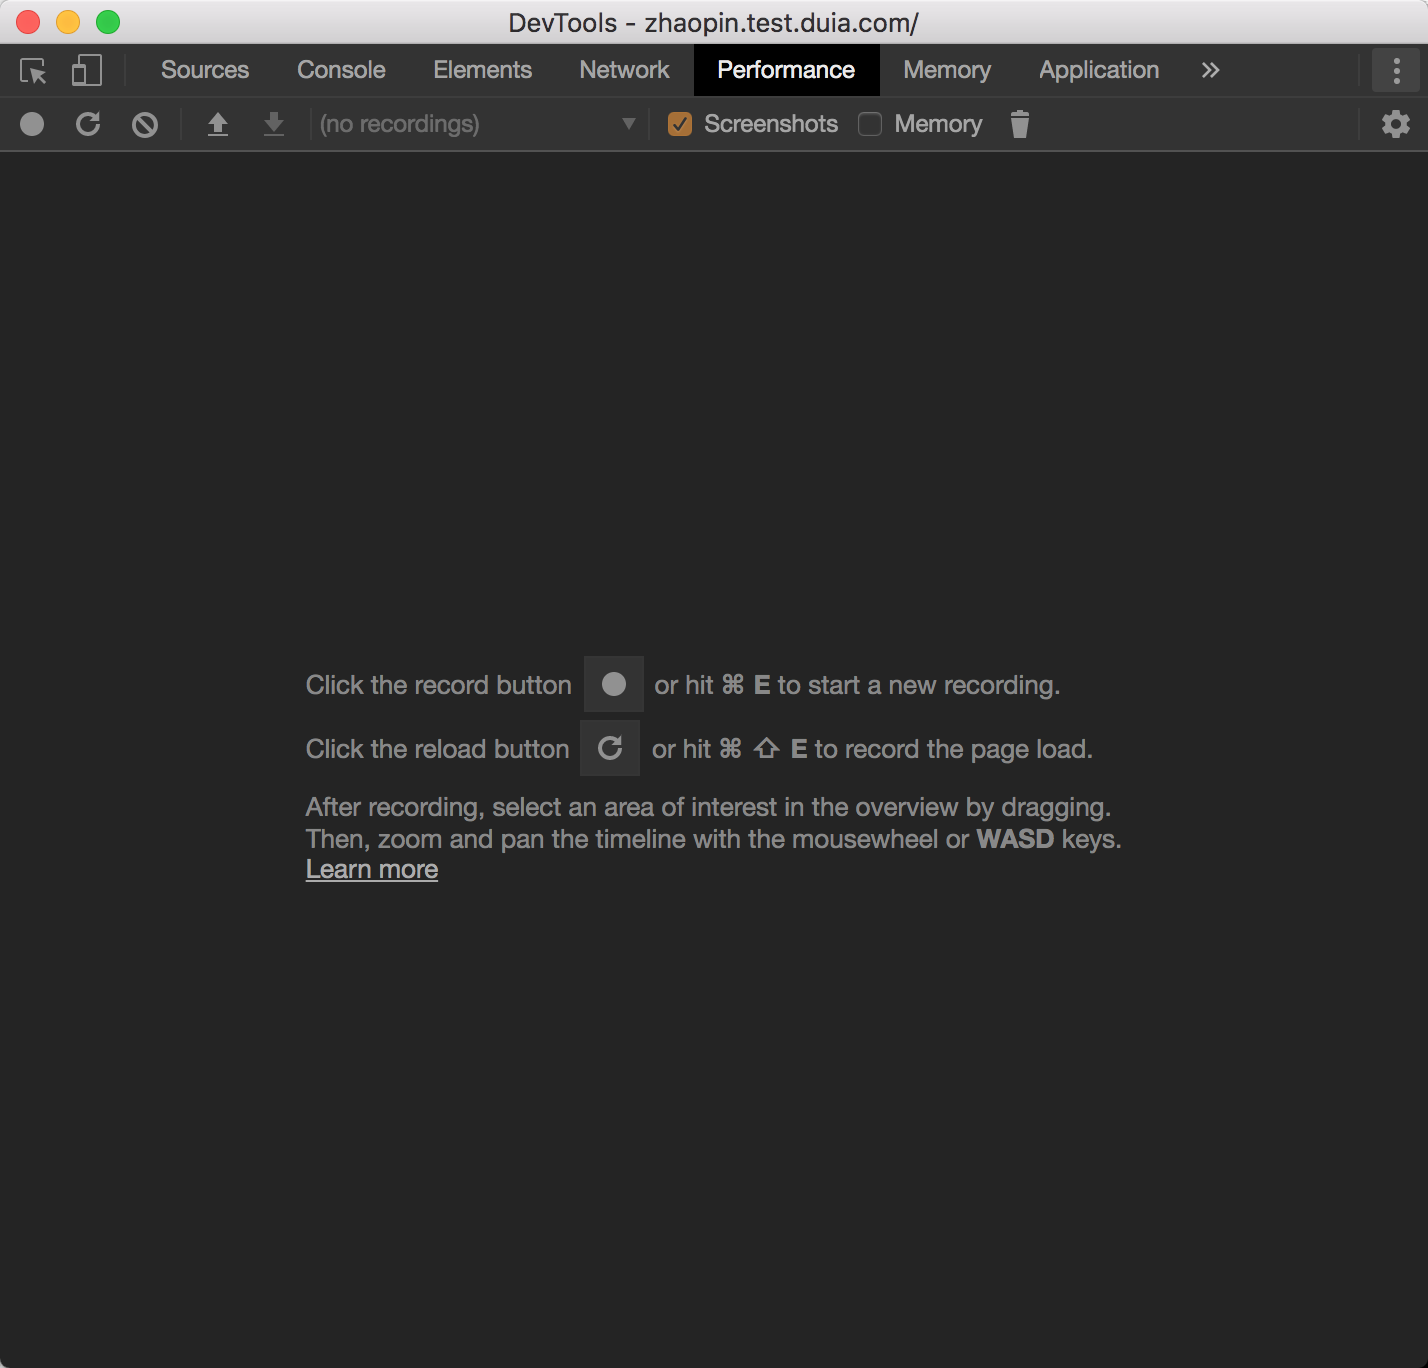 DevTools - zhaopin.test.duia.com/
Sources Console Elements Network Performance Memory Application »
(no recordings) ▼ Screenshots Memory
Click the record button or hit ⌘ E to start a new recording.
Click the reload button or hit ⌘ ⇧ E to record the page load.
After recording, select an area of interest in the overview by dragging.
Then, zoom and pan the timeline with the mousewheel or WASD keys.
Learn more